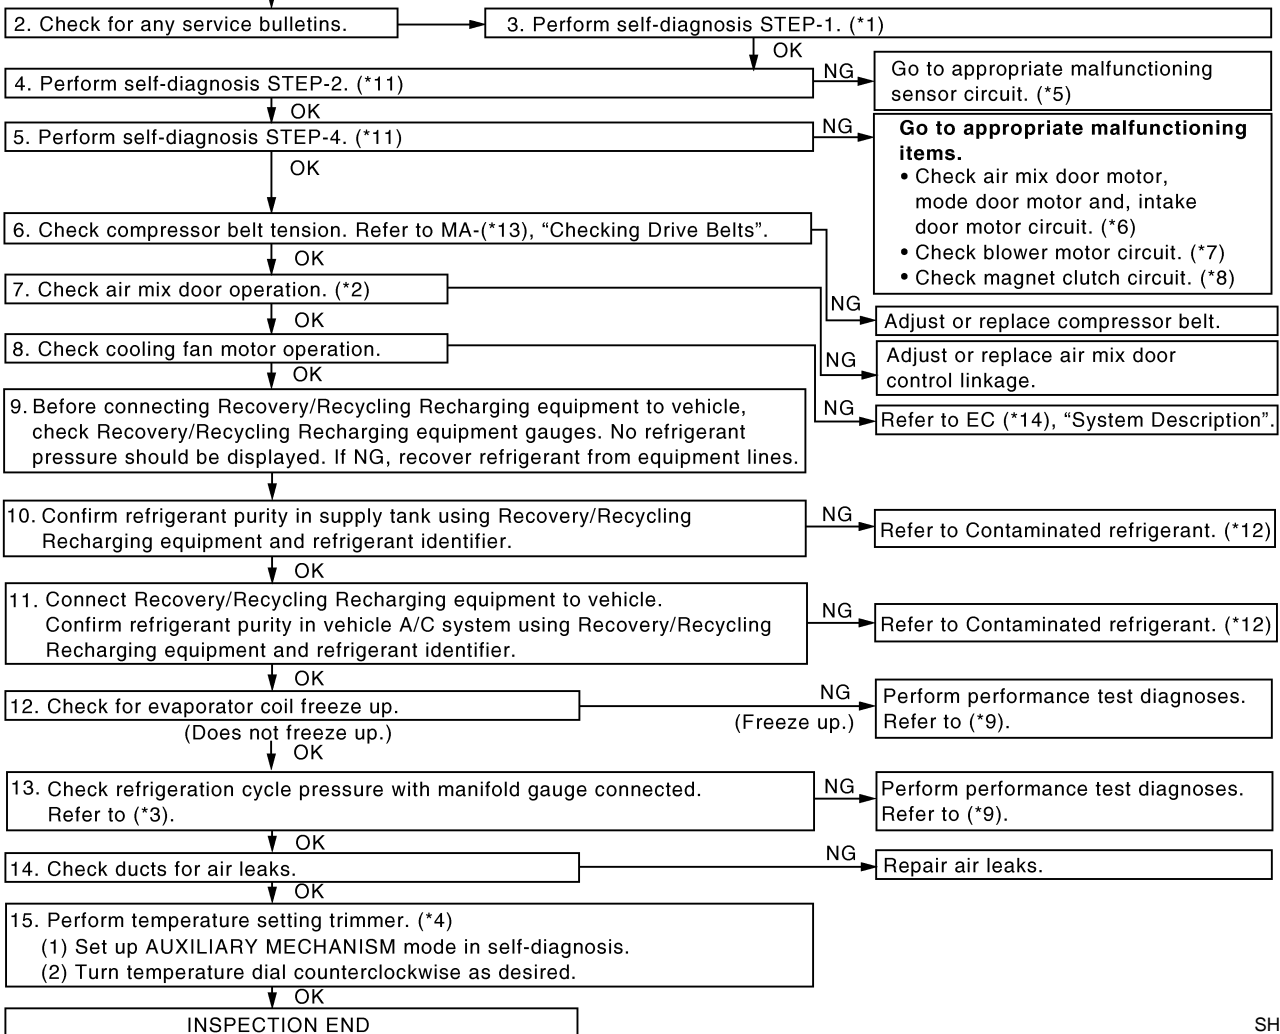 2. Check for any service bulletins.
3. Perform self-diagnosis STEP-1. (*1)
OK
4. Perform self-diagnosis STEP-2. (*11)
NG
Go to appropriate malfunctioning
sensor circuit. (*5)
OK
5. Perform self-diagnosis STEP-4. (*11)
NG
Go to appropriate malfunctioning
items.
• Check air mix door motor,
mode door motor and, intake
door motor circuit. (*6)
• Check blower motor circuit. (*7)
• Check magnet clutch circuit. (*8)
OK
6. Check compressor belt tension. Refer to MA-(*13), “Checking Drive Belts”.
NG
Adjust or replace compressor belt.
OK
7. Check air mix door operation. (*2)
NG
Adjust or replace air mix door
control linkage.
OK
8. Check cooling fan motor operation.
NG
Refer to EC (*14), “System Description”.
OK
9. Before connecting Recovery/Recycling Recharging equipment to vehicle,
check Recovery/Recycling Recharging equipment gauges. No refrigerant
pressure should be displayed. If NG, recover refrigerant from equipment lines.
10. Confirm refrigerant purity in supply tank using Recovery/Recycling
Recharging equipment and refrigerant identifier.
NG
Refer to Contaminated refrigerant. (*12)
OK
11. Connect Recovery/Recycling Recharging equipment to vehicle.
Confirm refrigerant purity in vehicle A/C system using Recovery/Recycling
Recharging equipment and refrigerant identifier.
NG
Refer to Contaminated refrigerant. (*12)
OK
12. Check for evaporator coil freeze up.
NG
(Freeze up.)
Perform performance test diagnoses.
Refer to (*9).
(Does not freeze up.)
OK
13. Check refrigeration cycle pressure with manifold gauge connected.
Refer to (*3).
NG
Perform performance test diagnoses.
Refer to (*9).
OK
14. Check ducts for air leaks.
NG
Repair air leaks.
OK
15. Perform temperature setting trimmer. (*4)
(1) Set up AUXILIARY MECHANISM mode in self-diagnosis.
(2) Turn temperature dial counterclockwise as desired.
OK
INSPECTION END
SH